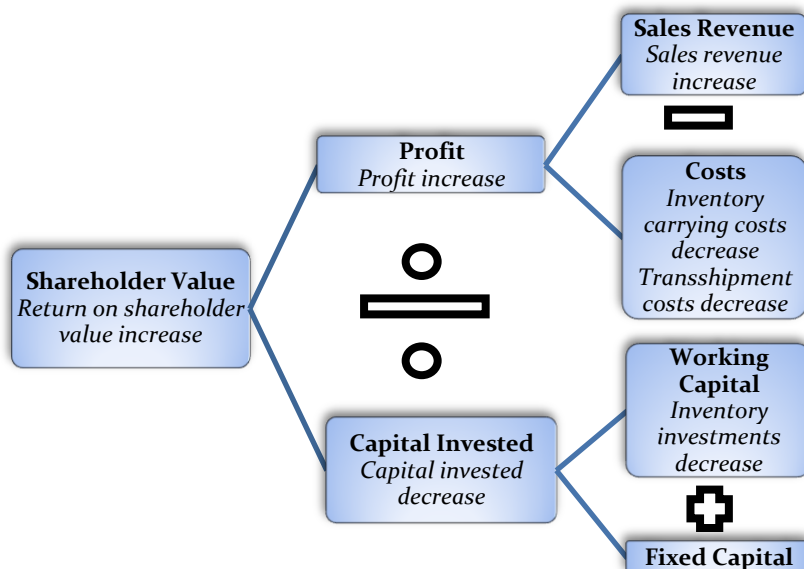 Sales Revenue
Sales revenue
increase
Profit
Profit increase
Costs
Inventory
carrying costs
decrease
Transshipment
costs decrease
Shareholder Value
Return on shareholder
value increase
Working
Capital
Inventory
investments
decrease
Capital Invested
Capital invested
decrease
Fixed Capital